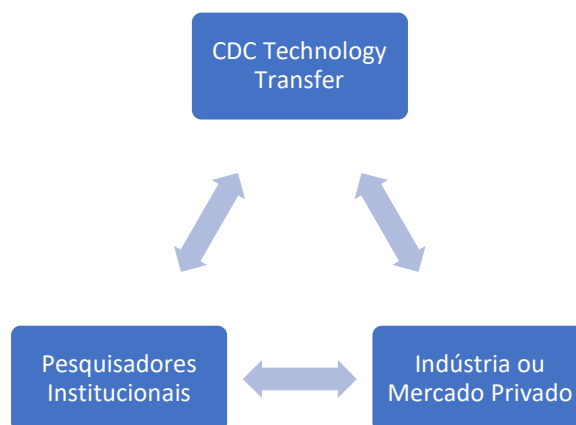 CDC Technology
Transfer
Pesquisadores
Institucionais
Indústria ou
Mercado Privado